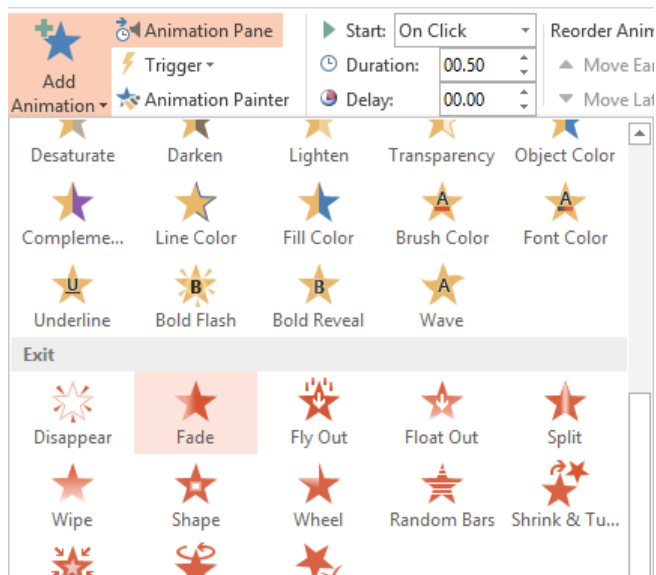 Add
Animation
Animation Pane
Trigger
Animation Painter
Start: On Click
Duration: 00.50
Delay: 00.00
Reorder Anim
Move Ear
Move Lat
Desaturate Darken Lighten Transparency Object Color
Compleme... Line Color Fill Color Brush Color Font Color
Underline Bold Flash Bold Reveal Wave
Exit
Disappear Fade Fly Out Float Out Split
Wipe Shape Wheel Random Bars Shrink & Tu...